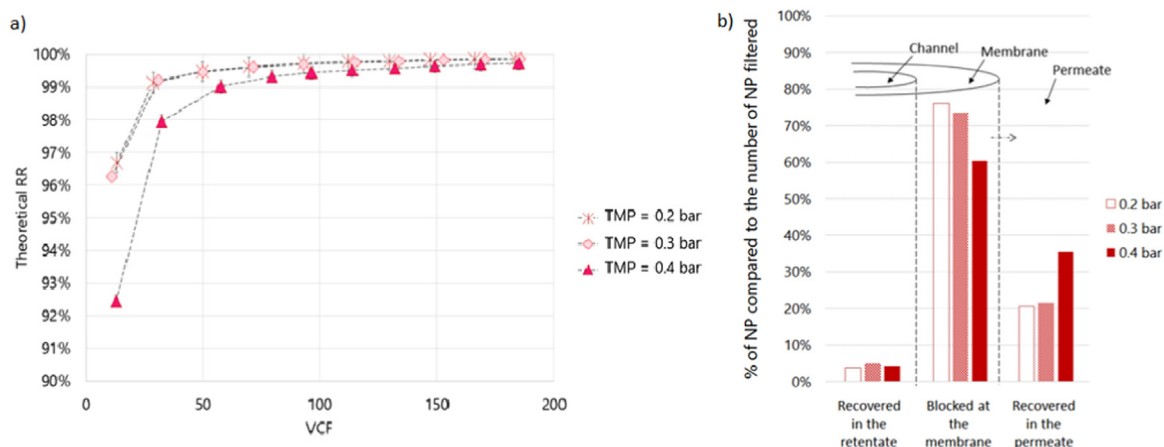 a)
100%
99%
98%
97%
96%
95%
94%
93%
92%
91%
90%
Theoretical RR
0
50
100
150
200
VCF
TMP = 0.2 bar
TMP = 0.3 bar
TMP = 0.4 bar
b)
100%
90%
80%
70%
60%
50%
40%
30%
20%
10%
0%
% of NP compared to the number of NP filtered
Channel
Membrane
Permeate
0.2 bar
0.3 bar
0.4 bar
Recovered
in the
retentate
Blocked at
the
membrane
Recovered
in the
permeate